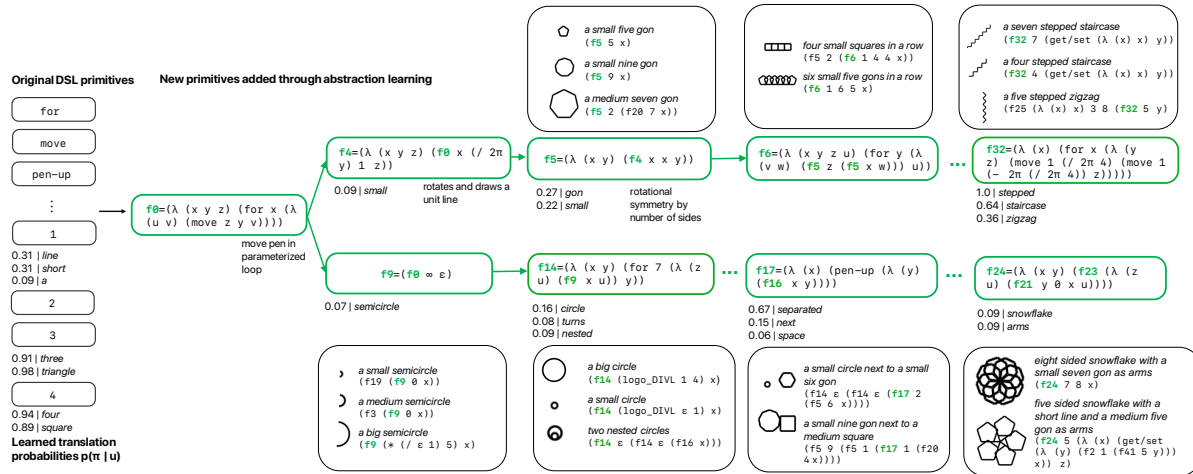 Original DSL primitives
New primitives added through abstraction learning
for
move
pen-up
⋮
1
0.31 | line
0.31 | short
0.09 | a
2
3
0.91 | three
0.98 | triangle
4
0.94 | four
0.89 | square
Learned translation
probabilities p(π | u)
f0=(λ (x y z) (for x (λ
(u v) (move z y v))))
move pen in
parameterized
loop
f4=(λ (x y z) (f0 x (/ 2π
y) 1 z))
0.09 | small
rotates and draws a
unit line
a small five gon
(f5 5 x)
a small nine gon
(f5 9 x)
a medium seven gon
(f5 2 (f20 7 x))
f5=(λ (x y) (f4 x x y))
0.27 | gon
0.22 | small
rotational
symmetry by
number of sides
four small squares in a row
(f5 2 (f6 1 4 4 x))
six small five gons in a row
(f6 1 6 5 x)
f6=(λ (x y z u) (for y (λ
(v w) (f5 z (f5 x w))) u))
...
a seven stepped staircase
(f32 7 (get/set (λ (x) x) y))
a four stepped staircase
(f32 4 (get/set (λ (x) x) y))
a five stepped zigzag
(f25 (λ (x) x) 3 8 (f32 5 y)
f32=(λ (x) (for x (λ (y
z) (move 1 (/ 2π 4) (move 1
(- 2π (/ 2π 4)) z)))))
1.0 | stepped
0.64 | staircase
0.36 | zigzag
f9=(f0 ∞ ε)
0.07 | semicircle
f14=(λ (x y) (for 7 (λ (z
u) (f9 x u)) y))
0.16 | circle
0.08 | turns
0.09 | nested
...
f17=(λ (x) (pen-up (λ (y)
(f16 x y))))
0.67 | separated
0.15 | next
0.06 | space
...
f24=(λ (x y) (f23 (λ (z
u) (f21 y 0 x u))))
0.09 | snowflake
0.09 | arms
a small semicircle
(f19 (f9 0 x))
a medium semicircle
(f3 (f9 0 x))
a big semicircle
(f9 (* (/ ε 1) 5) x)
a big circle
(f14 (logo_DIVL 1 4) x)
a small circle
(f14 (logo_DIVL ε 1) x)
two nested circles
(f14 ε (f14 ε (f16 x)))
a small circle next to a small
six gon
(f14 ε (f14 ε (f17 2
(f5 6 x))))
a small nine gon next to a
medium square
(f5 9 (f5 1 (f17 1 (f20
4 x))))
eight sided snowflake with a
small seven gon as arms
(f24 7 8 x)
five sided snowflake with a
short line and a medium five
gon as arms
(f24 5 (λ (x) (get/set
(λ (y) (f2 1 (f41 5 y)))
x)) z)